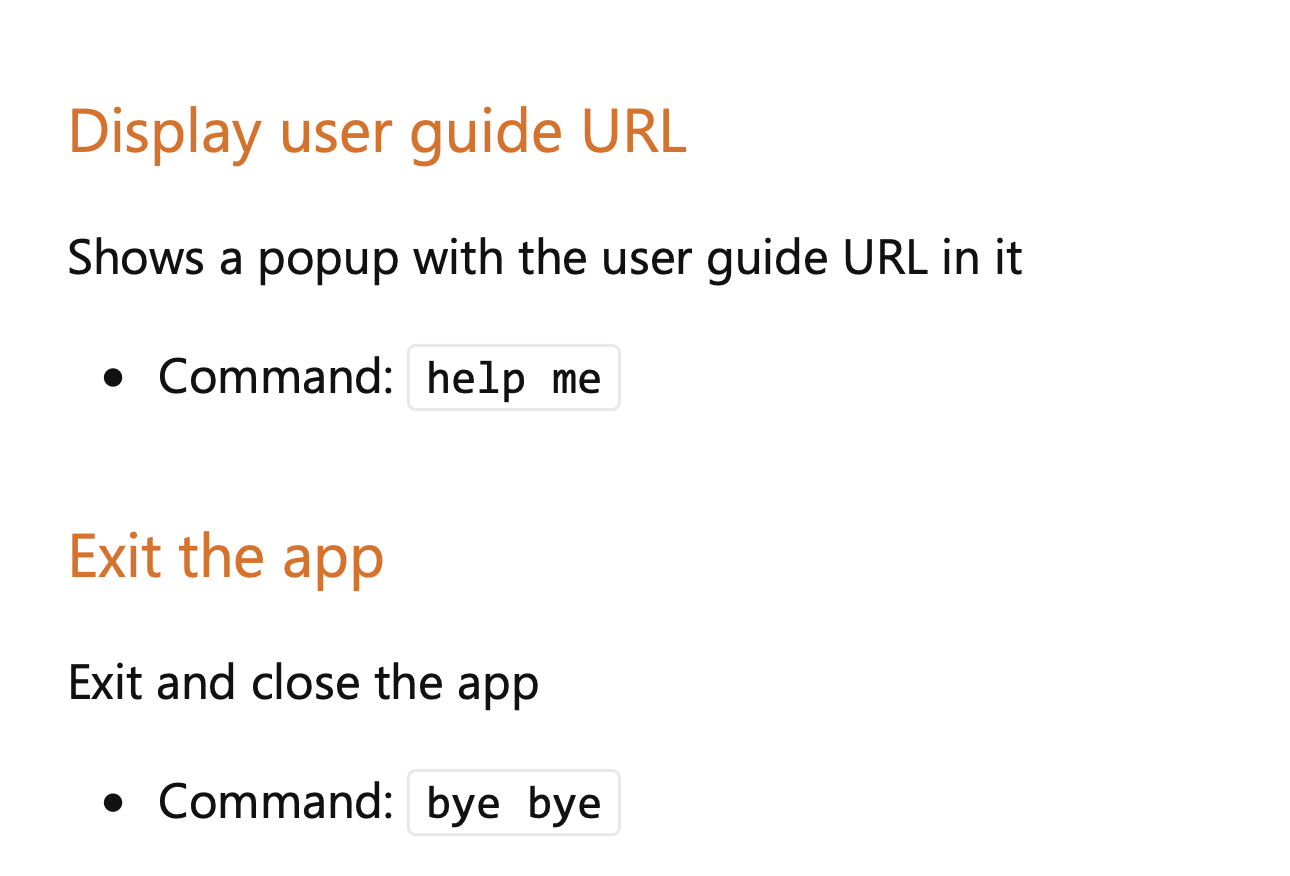 Display user guide URL
Shows a popup with the user guide URL in it
• Command: help me
Exit the app
Exit and close the app
• Command: bye bye